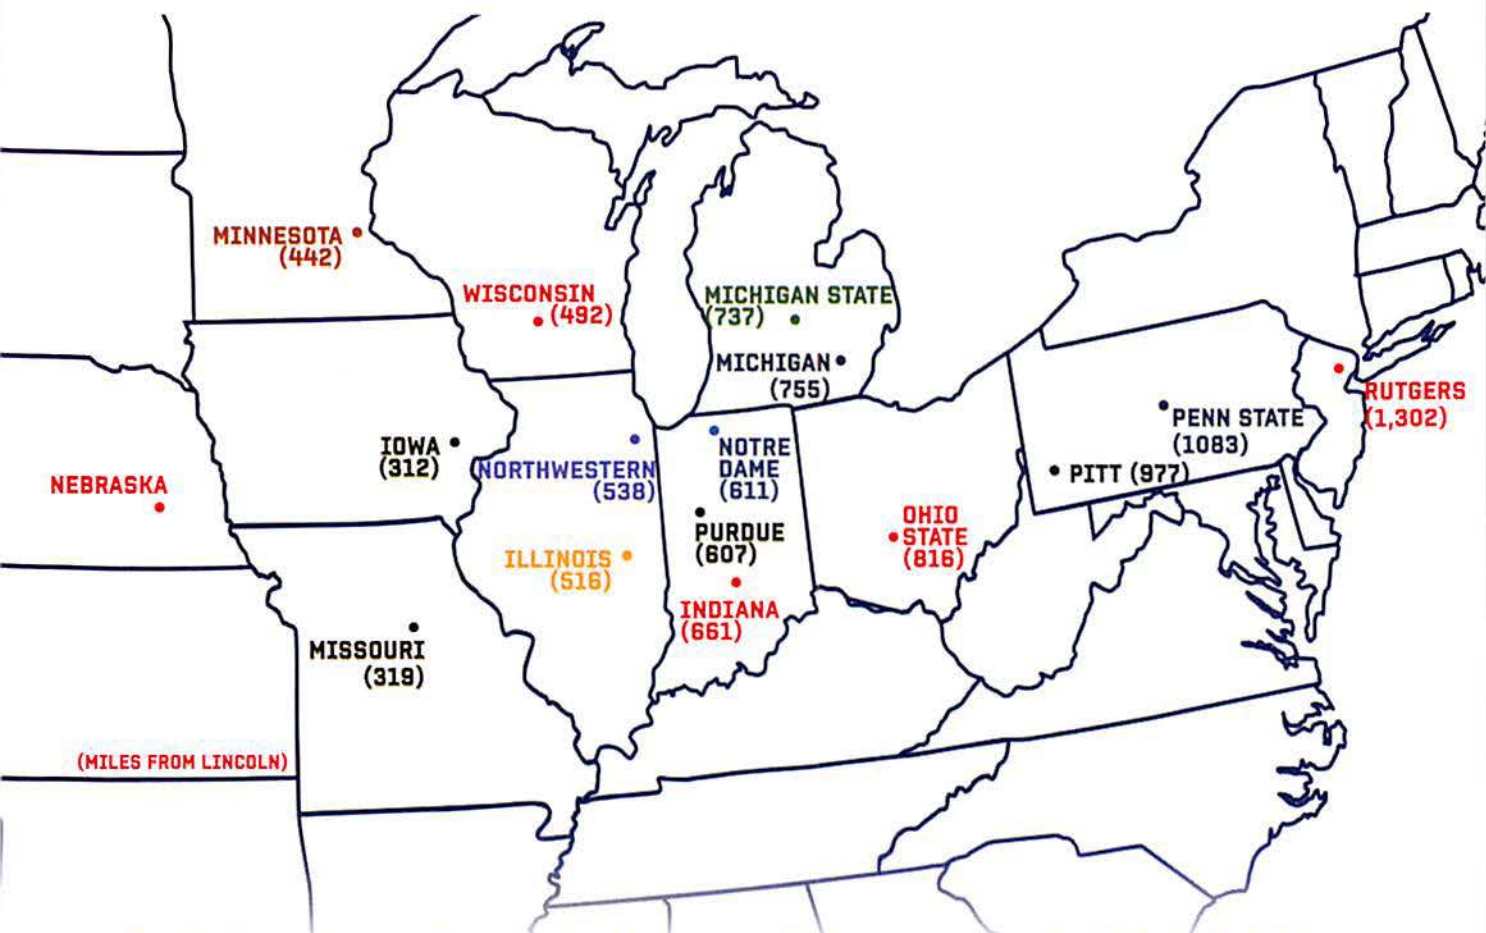 MINNESOTA
(442)
WISCONSIN
(492)
MICHIGAN STATE
(737)
MICHIGAN
(755)
RUTGERS
(1,302)
PENN STATE
(1083)
PITT (977)
IOWA
(312)
NORTHWESTERN
(538)
NOTRE
DAME
(611)
NEBRASKA
PURDUE
(607)
OHIO
STATE
(816)
ILLINOIS
(516)
INDIANA
(661)
MISSOURI
(319)
(MILES FROM LINCOLN)